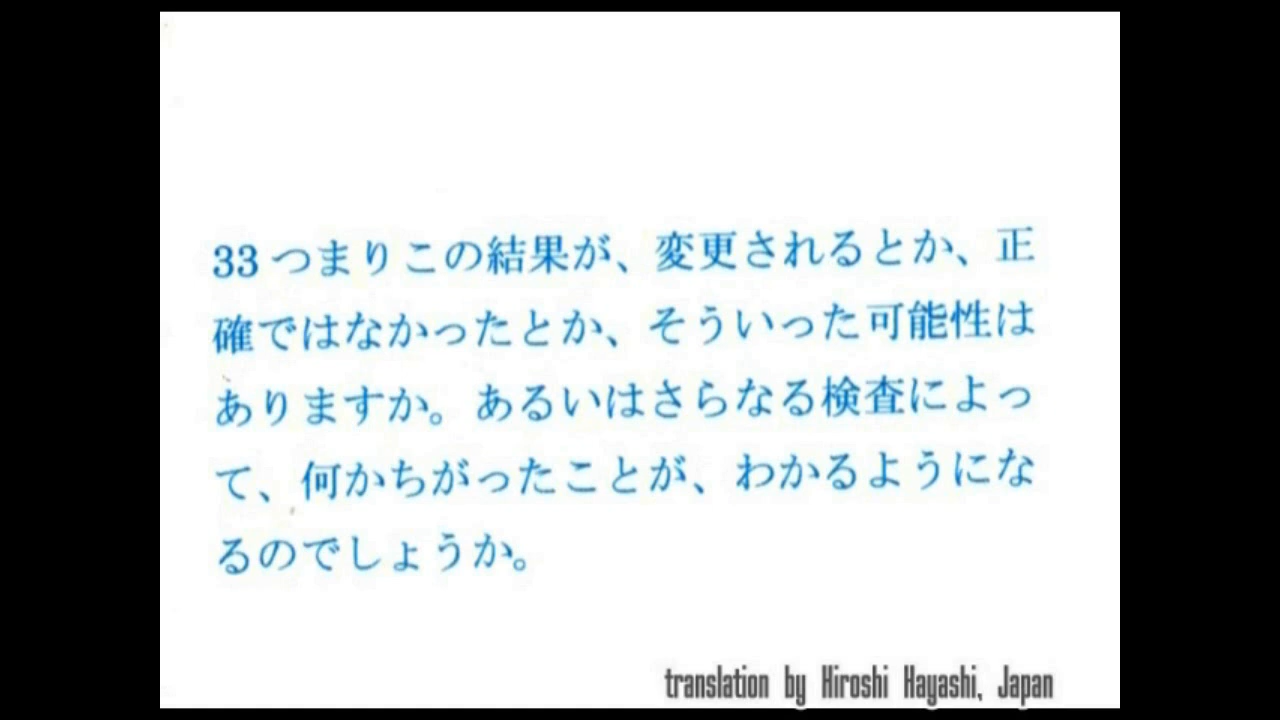 33 つまりこの結果が、変更されるとか、正
確ではなかったとか、そういった可能性は
ありますか。あるいはさらなる検査によっ
て、何かちがったことが、わかるようにな
るのでしょうか。
translation by Hiroshi Hayashi, Japan